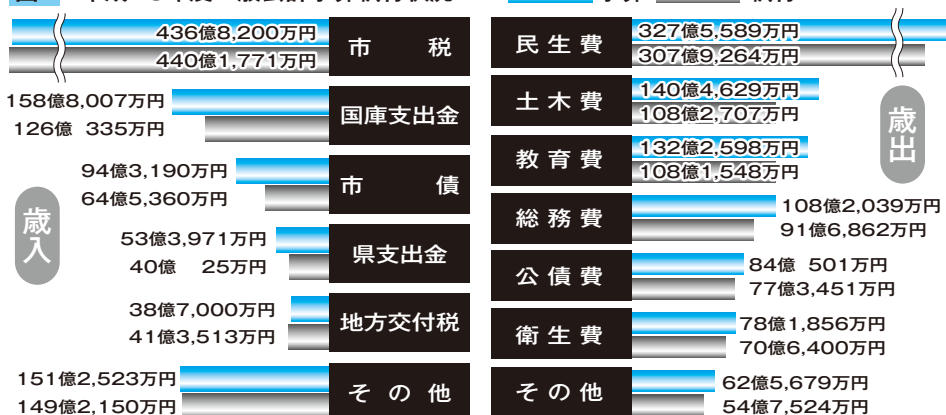 歳入
436億8,200万円
440億1,771万円
市税
158億8,007万円
126億 335万円
国庫支出金
94億3,190万円
64億5,360万円
市債
53億3,971万円
40億 25万円
県支出金
38億7,000万円
41億3,513万円
地方交付税
151億2,523万円
149億2,150万円
その他
歳出
民生費
327億5,589万円
307億9,264万円
土木費
140億4,629万円
108億2,707万円
教育費
132億2,598万円
108億1,548万円
総務費
108億2,039万円
91億6,862万円
公債費
84億 501万円
77億3,451万円
衛生費
78億1,856万円
70億6,400万円
その他
62億5,679万円
54億7,524万円